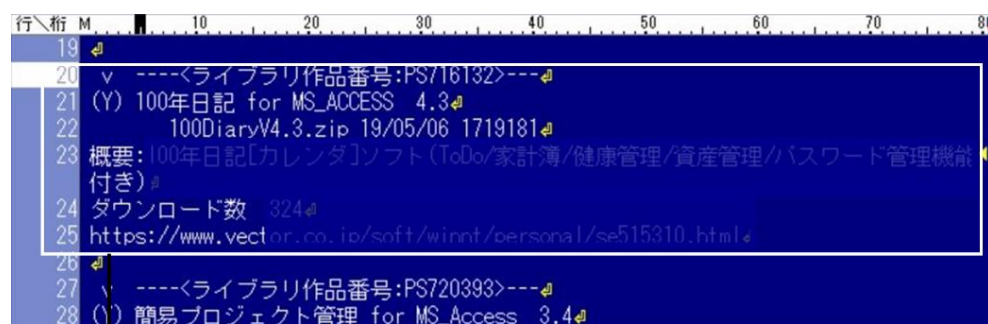 行＼桁 M 10 20 30 40 50 60 70 80
19
20 v ----<ライブラリ作品番号:PS716132>---
21 (Y) 100年日記 for MS_ACCESS 4.3
22 100DiaryV4.3.zip 19/05/06 1719181
23 概要:100年日記[カレンダ]ソフト(ToDo/家計簿/健康管理/資産管理/パスワード管理機能
付き)
24 ダウンロード数 324
25 https://www.vector.co.jp/soft/winnt/personal/se515310.html
26
27 v ----<ライブラリ作品番号:PS720393>---
28 (Y) 簡易プロジェクト管理 for MS_Access 3.4